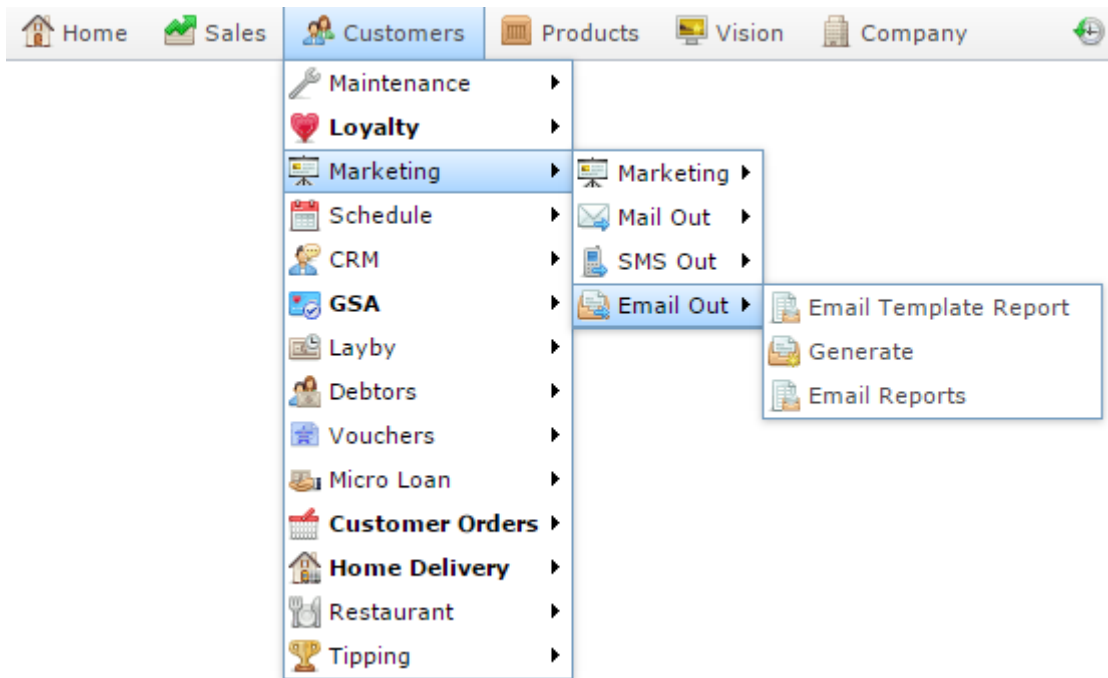 Home Sales Customers Products Vision Company
Maintenance
Loyalty
Marketing
Schedule
CRM
GSA
Layby
Debtors
Vouchers
Micro Loan
Customer Orders
Home Delivery
Restaurant
Tipping
Marketing
Mail Out
SMS Out
Email Out
Email Template Report
Generate
Email Reports